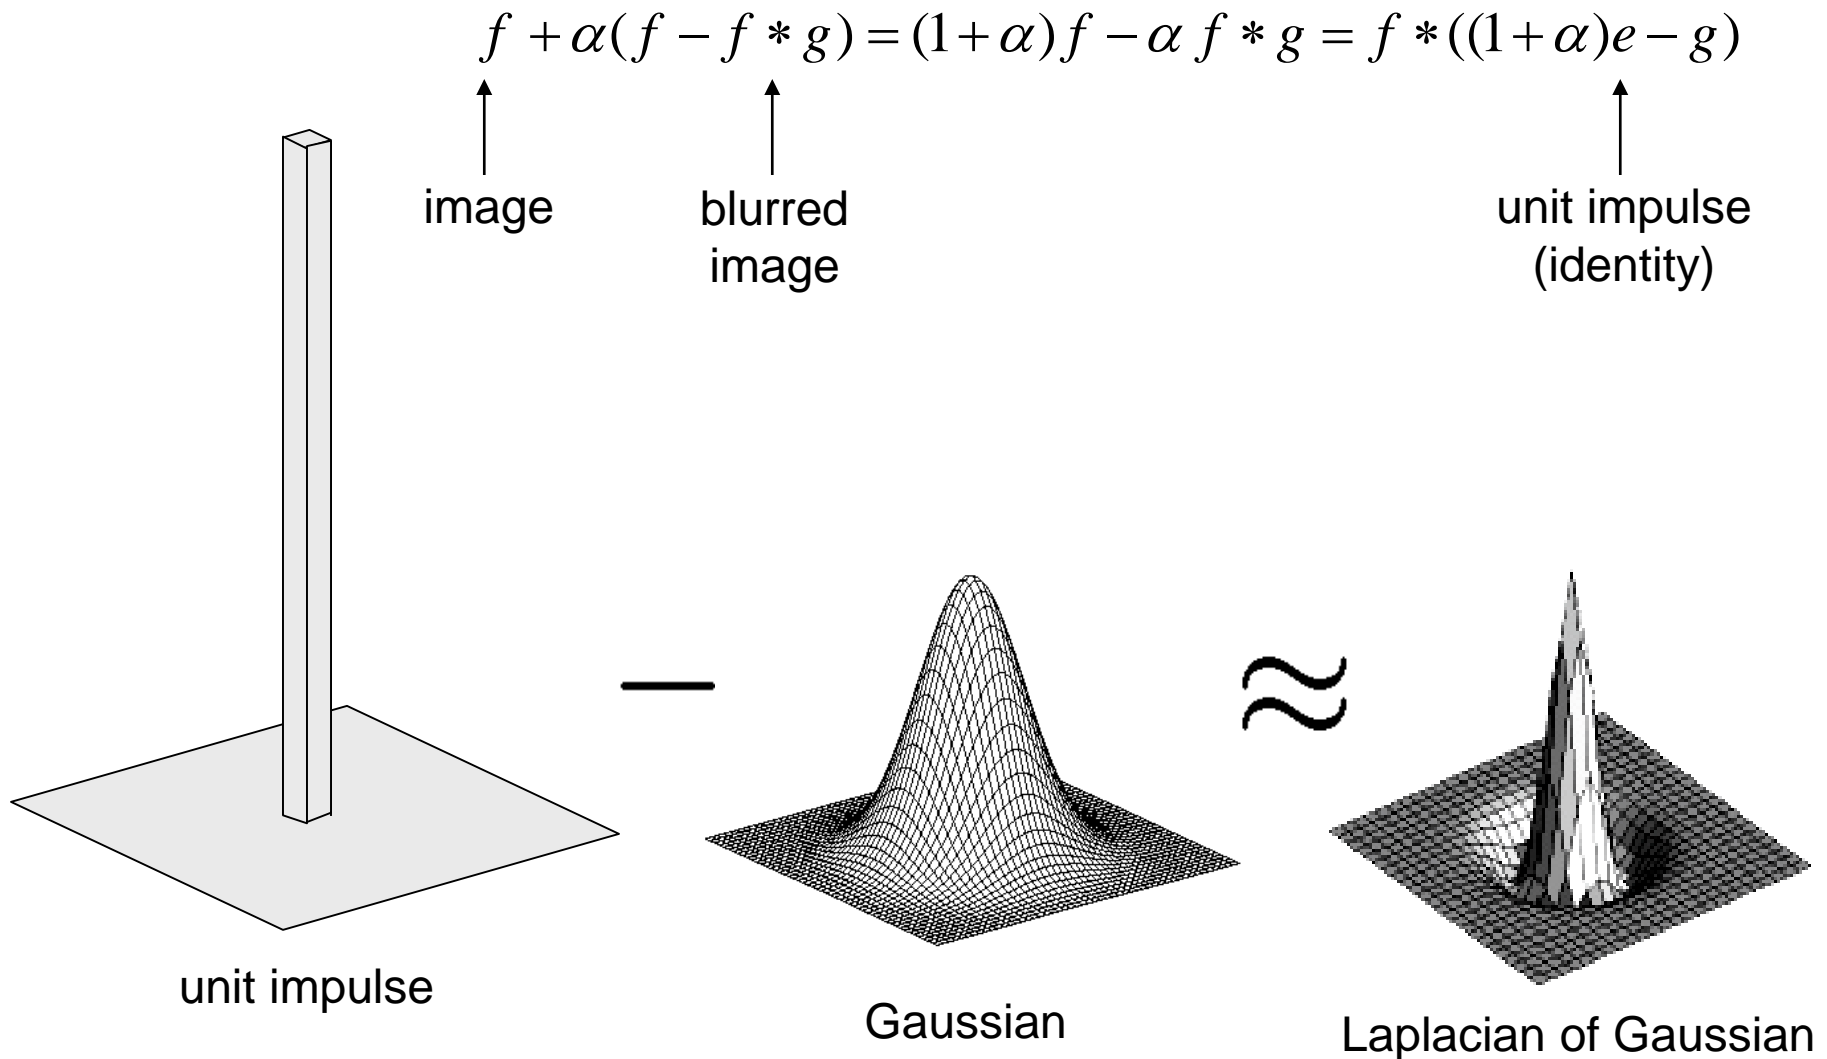 f + α(f − f * g) = (1+α)f − α f * g = f * ((1+α)e − g)
image
blurred
image
unit impulse
(identity)
−
≈
unit impulse
Gaussian
Laplacian of Gaussian